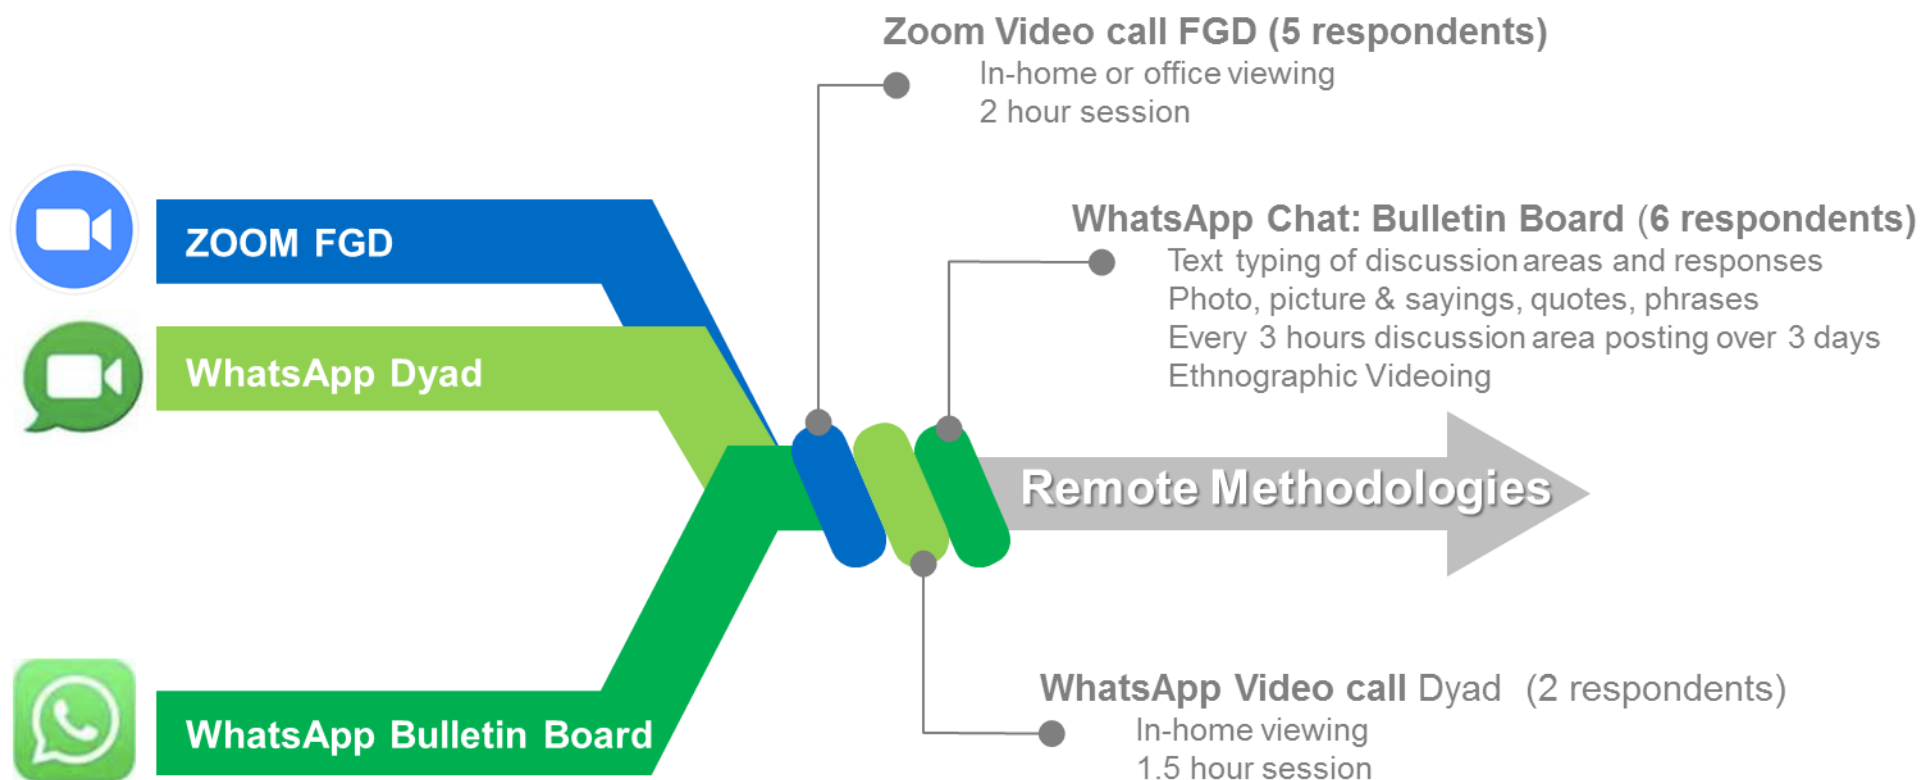 Zoom Video call FGD (5 respondents)
In-home or office viewing
2 hour session
ZOOM FGD
WhatsApp Chat: Bulletin Board (6 respondents)
Text typing of discussion areas and responses
Photo, picture & sayings, quotes, phrases
Every 3 hours discussion area posting over 3 days
Ethnographic Videoing
WhatsApp Dyad
Remote Methodologies
WhatsApp Video call Dyad (2 respondents)
In-home viewing
1.5 hour session
WhatsApp Bulletin Board